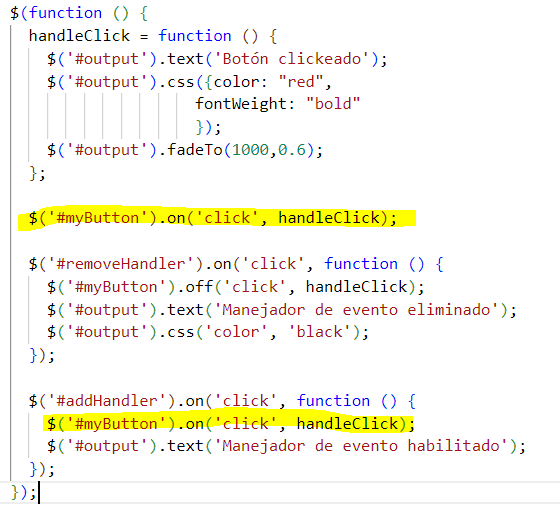 $(function () {
  handleClick = function () {
    $('#output').text('Botón clickeado');
    $('#output').css({color: "red",
                    fontWeight: "bold"
                    });
    $('#output').fadeTo(1000,0.6);
  };
  $('#myButton').on('click', handleClick);
  $('#removeHandler').on('click', function () {
    $('#myButton').off('click', handleClick);
    $('#output').text('Manejador de evento eliminado');
    $('#output').css('color', 'black');
  });
  $('#addHandler').on('click', function () {
    $('#myButton').on('click', handleClick);
    $('#output').text('Manejador de evento habilitado');
  });
});